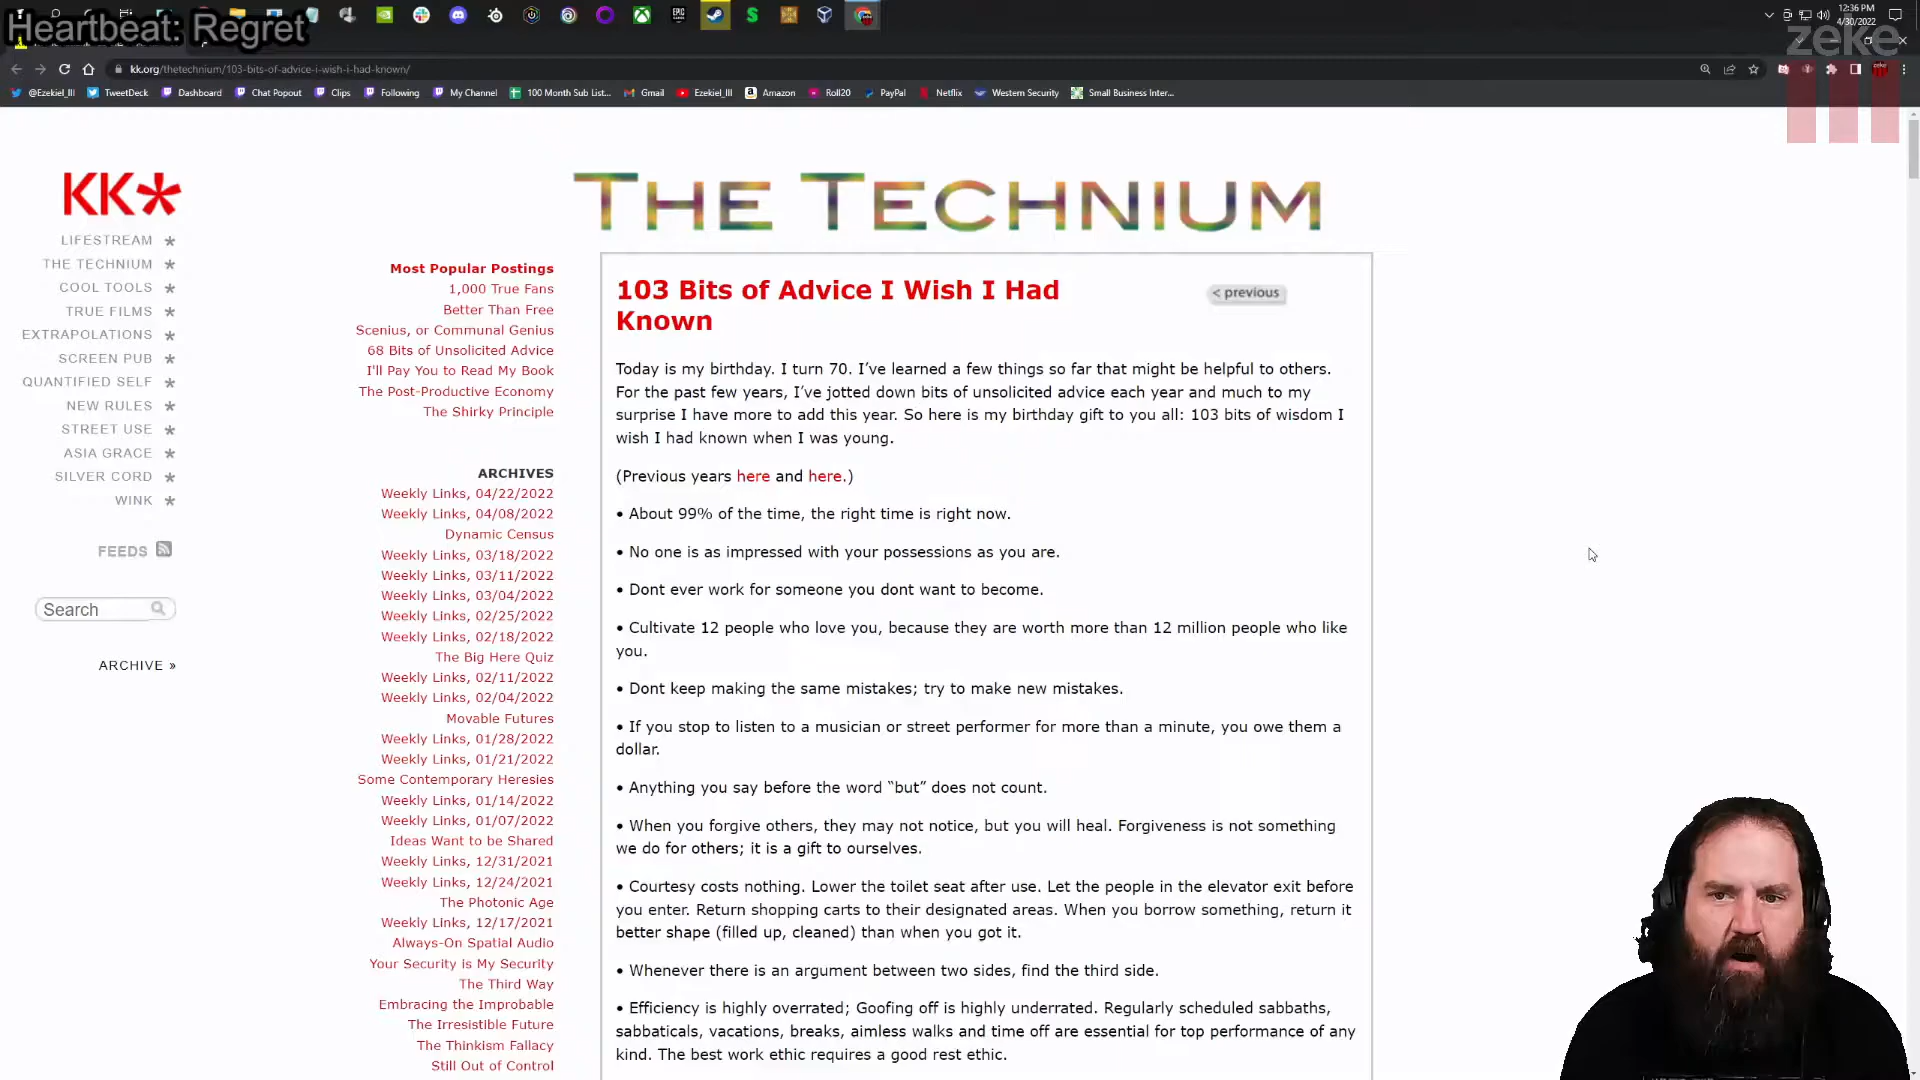 Heartbeat: Regret
12:36 PM
4/30/2022
zeke
kk.org/thetechnium/103-bits-of-advice-i-wish-i-had-known/
@Ezekiel_III TweetDeck Dashboard Chat Popout Clips Following My Channel 100 Month Sub List... Gmail Ezekiel_III Amazon Roll20 PayPal Netflix Western Security Small Business Inter...
KK*
LIFESTREAM *
THE TECHNIUM *
COOL TOOLS *
TRUE FILMS *
EXTRAPOLATIONS *
SCREEN PUB *
QUANTIFIED SELF *
NEW RULES *
STREET USE *
ASIA GRACE *
SILVER CORD *
WINK *
FEEDS
Search
ARCHIVE »
THE TECHNIUM
Most Popular Postings
1,000 True Fans
Better Than Free
Scenius, or Communal Genius
68 Bits of Unsolicited Advice
I'll Pay You to Read My Book
The Post-Productive Economy
The Shirky Principle
ARCHIVES
Weekly Links, 04/22/2022
Weekly Links, 04/08/2022
Dynamic Census
Weekly Links, 03/18/2022
Weekly Links, 03/11/2022
Weekly Links, 03/04/2022
Weekly Links, 02/25/2022
Weekly Links, 02/18/2022
The Big Here Quiz
Weekly Links, 02/11/2022
Weekly Links, 02/04/2022
Movable Futures
Weekly Links, 01/28/2022
Weekly Links, 01/21/2022
Some Contemporary Heresies
Weekly Links, 01/14/2022
Weekly Links, 01/07/2022
Ideas Want to be Shared
Weekly Links, 12/31/2021
Weekly Links, 12/24/2021
The Photonic Age
Weekly Links, 12/17/2021
Always-On Spatial Audio
Your Security is My Security
The Third Way
Embracing the Improbable
The Irresistible Future
The Thinkism Fallacy
Still Out of Control
103 Bits of Advice I Wish I Had
Known
< previous
Today is my birthday. I turn 70. I’ve learned a few things so far that might be helpful to others.
For the past few years, I’ve jotted down bits of unsolicited advice each year and much to my
surprise I have more to add this year. So here is my birthday gift to you all: 103 bits of wisdom I
wish I had known when I was young.
(Previous years here and here.)
• About 99% of the time, the right time is right now.
• No one is as impressed with your possessions as you are.
• Dont ever work for someone you dont want to become.
• Cultivate 12 people who love you, because they are worth more than 12 million people who like
you.
• Dont keep making the same mistakes; try to make new mistakes.
• If you stop to listen to a musician or street performer for more than a minute, you owe them a
dollar.
• Anything you say before the word “but” does not count.
• When you forgive others, they may not notice, but you will heal. Forgiveness is not something
we do for others; it is a gift to ourselves.
• Courtesy costs nothing. Lower the toilet seat after use. Let the people in the elevator exit before
you enter. Return shopping carts to their designated areas. When you borrow something, return it
better shape (filled up, cleaned) than when you got it.
• Whenever there is an argument between two sides, find the third side.
• Efficiency is highly overrated; Goofing off is highly underrated. Regularly scheduled sabbaths,
sabbaticals, vacations, breaks, aimless walks and time off are essential for top performance of any
kind. The best work ethic requires a good rest ethic.